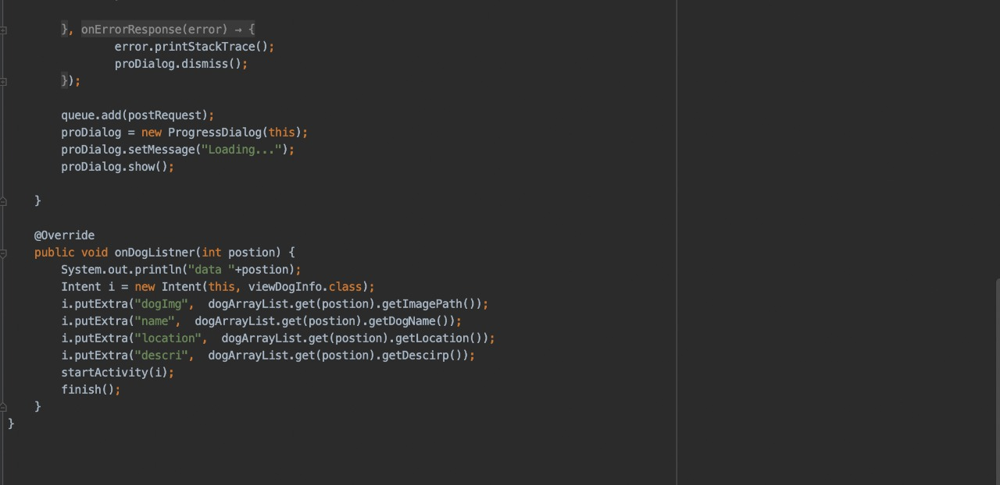 }, onErrorResponse(error) → {
error.printStackTrace();
proDialog.dismiss();
});
queue.add(postRequest);
proDialog = new ProgressDialog(this);
proDialog.setMessage("Loading...");
proDialog.show();
}
@Override
public void onDogListner(int postion) {
System.out.println("data "+postion);
Intent i = new Intent(this, viewDogInfo.class);
i.putExtra("dogImg",  dogArrayList.get(postion).getImagePath());
i.putExtra("name",  dogArrayList.get(postion).getDogName());
i.putExtra("location",  dogArrayList.get(postion).getLocation());
i.putExtra("descri",  dogArrayList.get(postion).getDescirp());
startActivity(i);
finish();
}
}